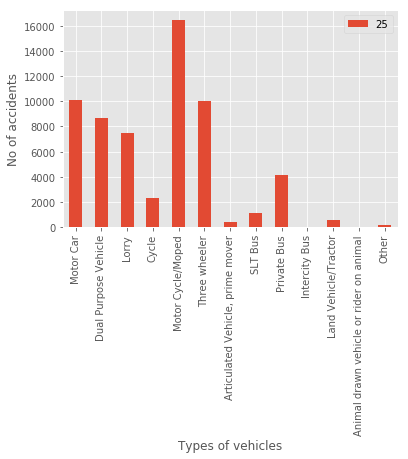 25
16000
14000
12000
10000
8000
6000
4000
2000
0
No of accidents
Motor Car
Dual Purpose Vehicle
Lorry
Cycle
Motor Cycle/Moped
Three wheeler
Articulated Vehicle, prime mover
SLT Bus
Private Bus
Intercity Bus
Land Vehicle/Tractor
Animal drawn vehicle or rider on animal
Other
Types of vehicles